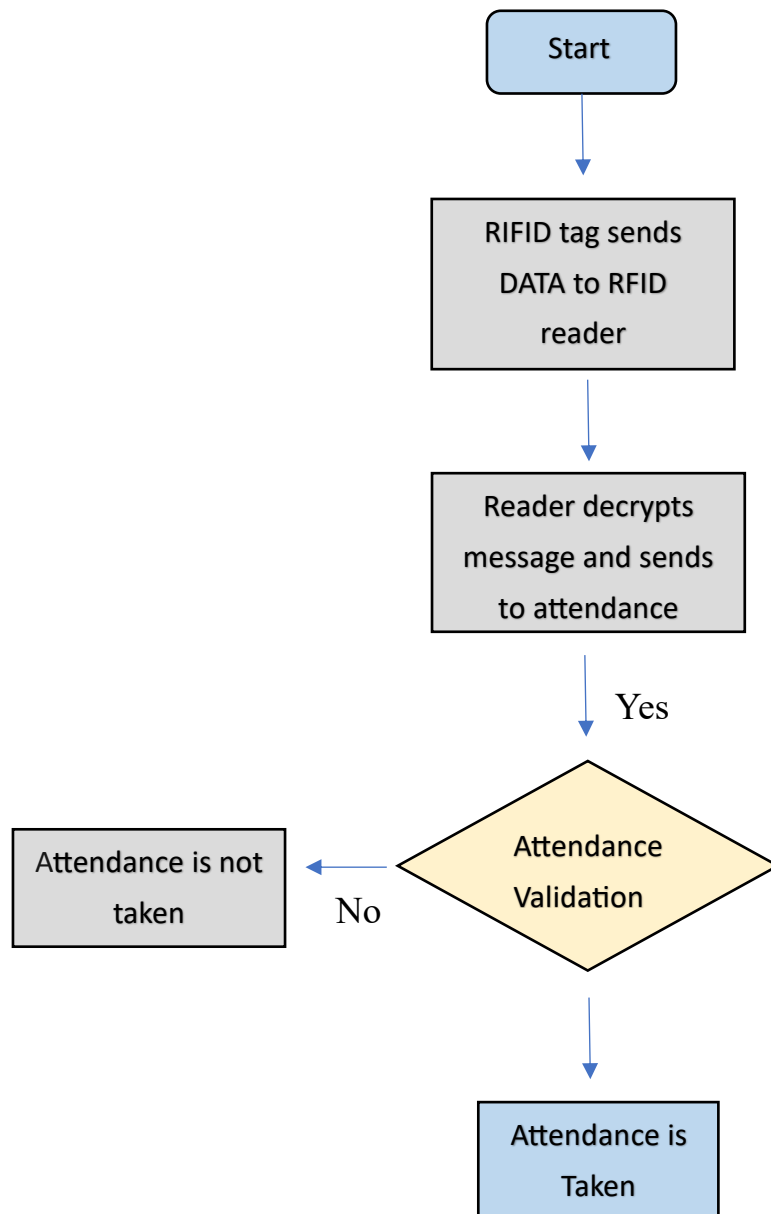 Start
RIFID tag sends
DATA to RFID
reader
Reader decrypts
message and sends
to attendance
Yes
Attendance
Validation
Attendance is not
taken
No
Attendance is
Taken